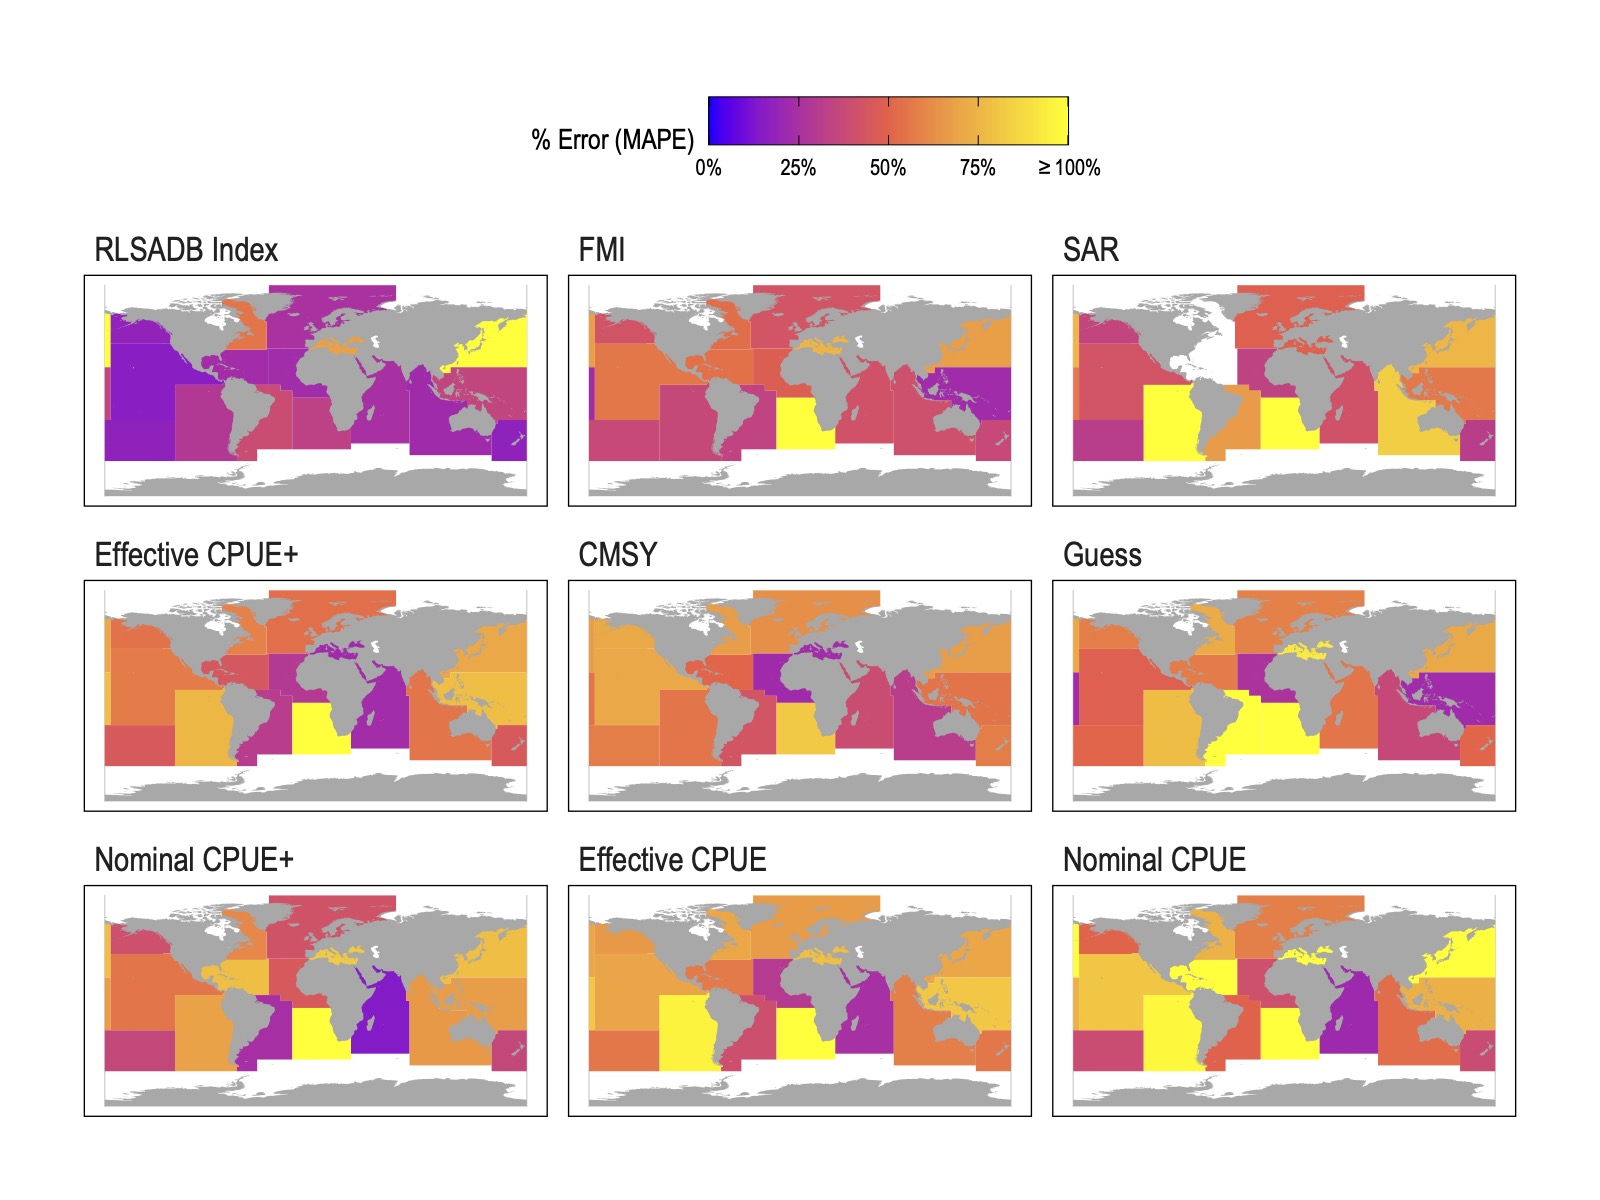 % Error (MAPE)
0% 25% 50% 75% ≥ 100%
RLSADB Index
FMI
SAR
Effective CPUE+
CMSY
Guess
Nominal CPUE+
Effective CPUE
Nominal CPUE